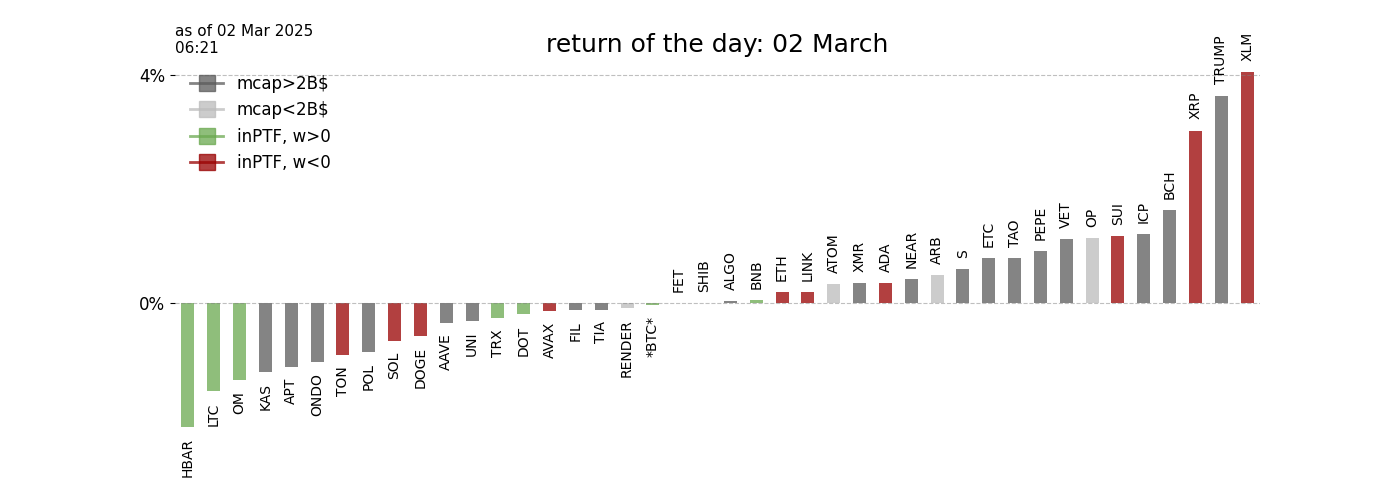 as of 02 Mar 2025
06:21
return of the day: 02 March
4%
mcap>2B$
mcap<2B$
inPTF, w>0
inPTF, w<0
0%
HBAR
LTC
OM
KAS
APT
ONDO
TON
POL
SOL
DOGE
AAVE
UNI
TRX
DOT
AVAX
FIL
TIA
RENDER
*BTC*
FET
SHIB
ALGO
BNB
ETH
LINK
ATOM
XMR
ADA
NEAR
ARB
S
ETC
TAO
PEPE
VET
OP
SUI
ICP
BCH
XRP
TRUMP
XLM